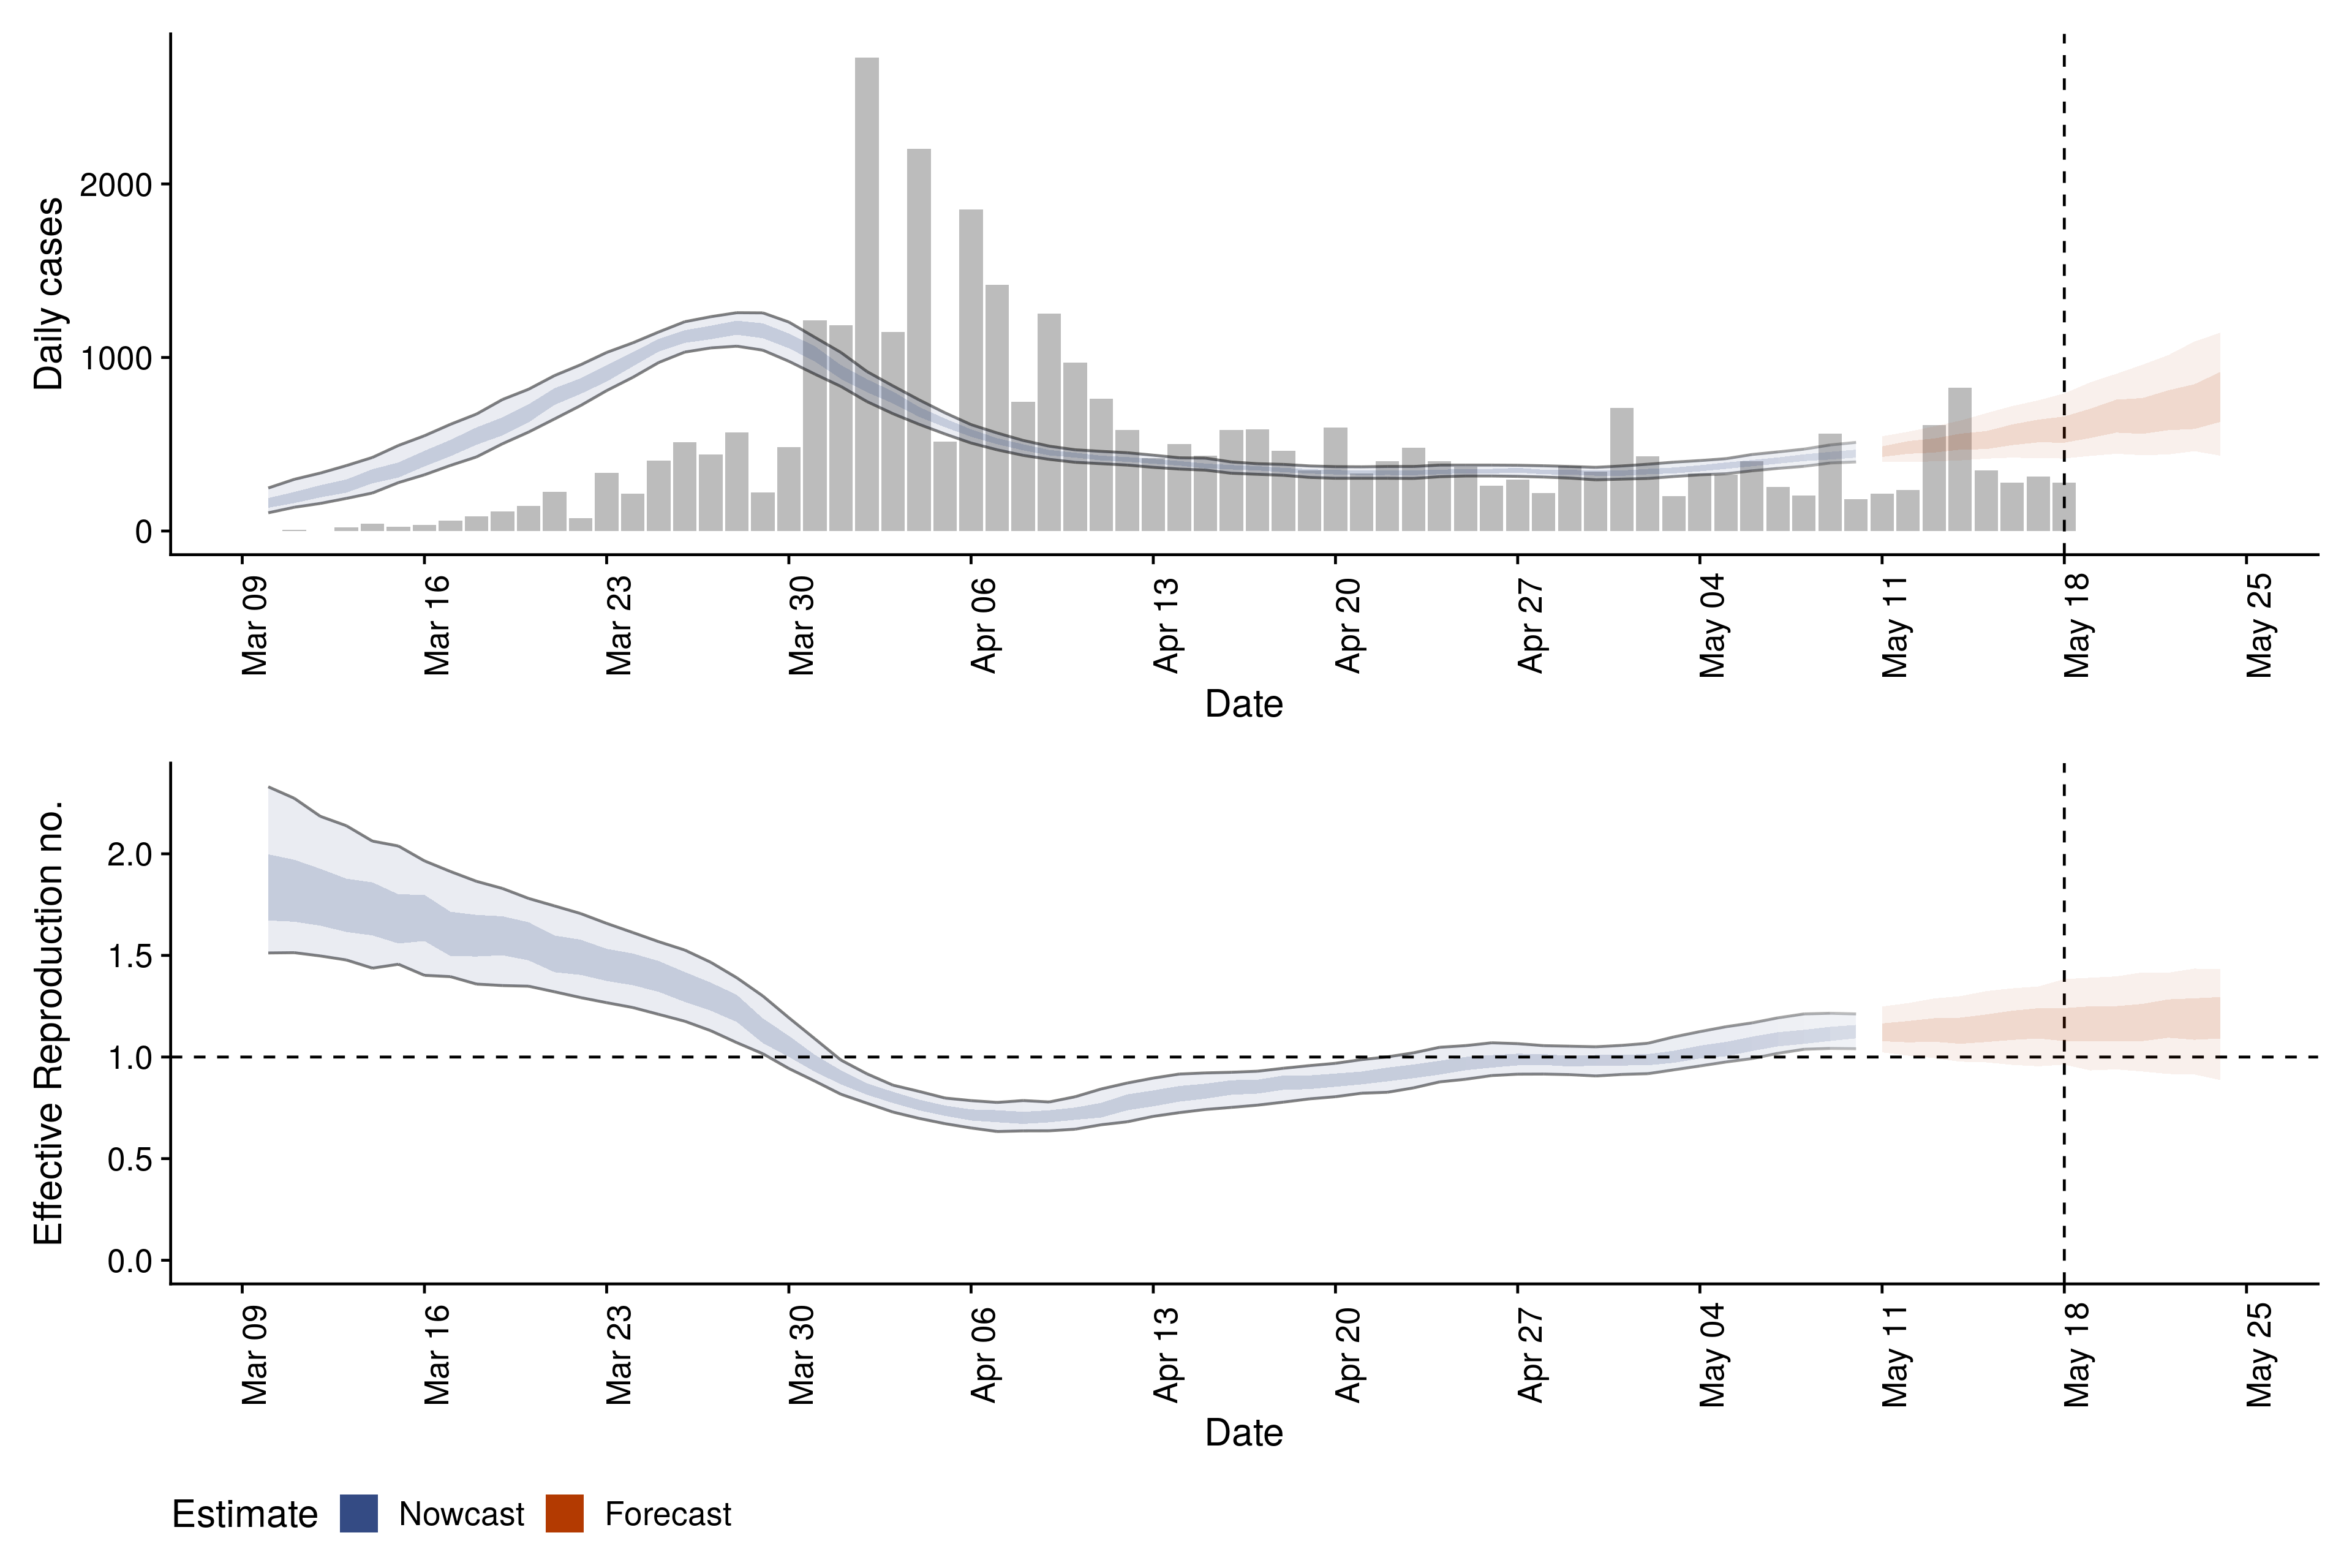 Daily cases
2000
1000
0
Mar 09 Mar 16 Mar 23 Mar 30 Apr 06 Apr 13 Apr 20 Apr 27 May 04 May 11 May 18 May 25
Date
Effective Reproduction no.
2.0
1.5
1.0
0.5
0.0
Mar 09 Mar 16 Mar 23 Mar 30 Apr 06 Apr 13 Apr 20 Apr 27 May 04 May 11 May 18 May 25
Date
Estimate Nowcast Forecast